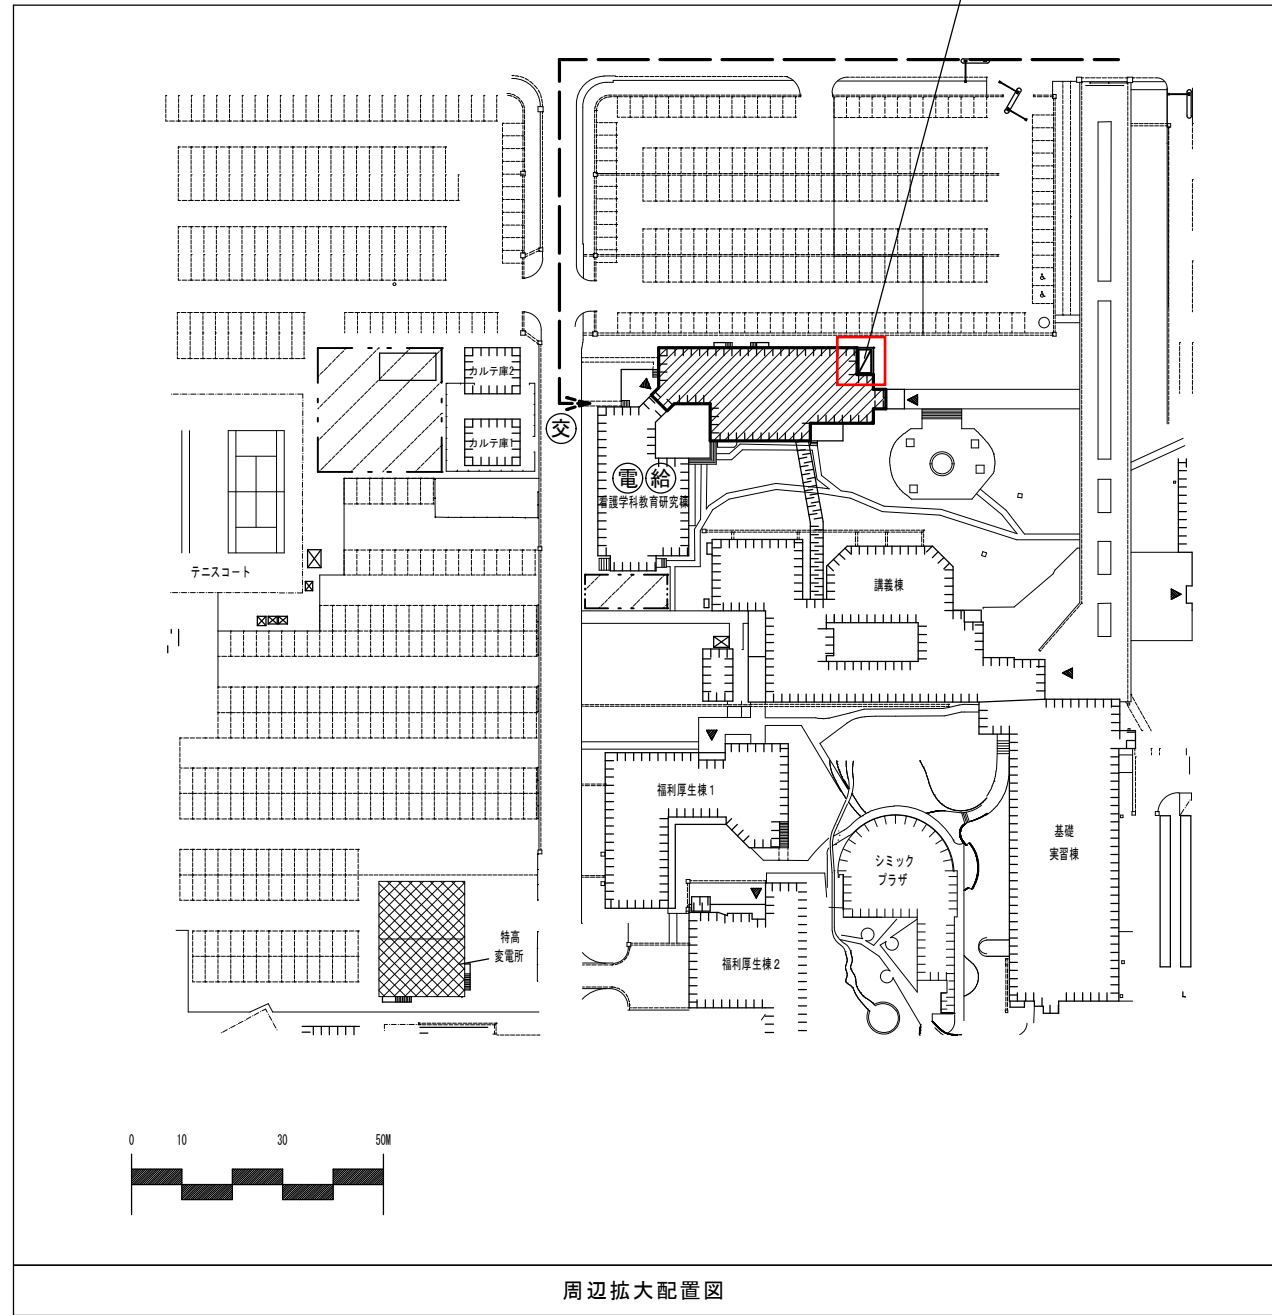 カルテ庫2
交
カルテ庫1
電
給
看護学科教育研究棟
テニスコート
講義棟
福利厚生棟1
シミック
プラザ
基礎
実習棟
特高
変電所
福利厚生棟2
L
0
10
30
50M
周辺拡大配置図